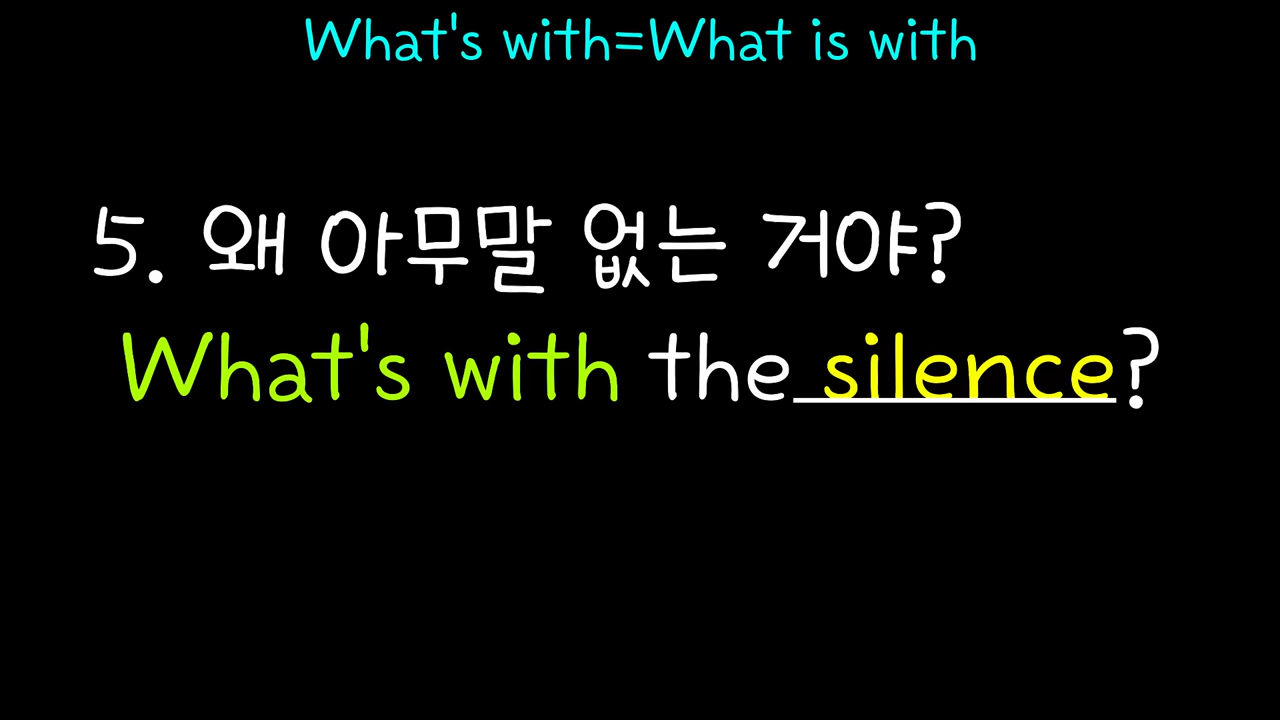 What's with=What is with
5. 왜 아무말 없는 거야?
What's with the silence?